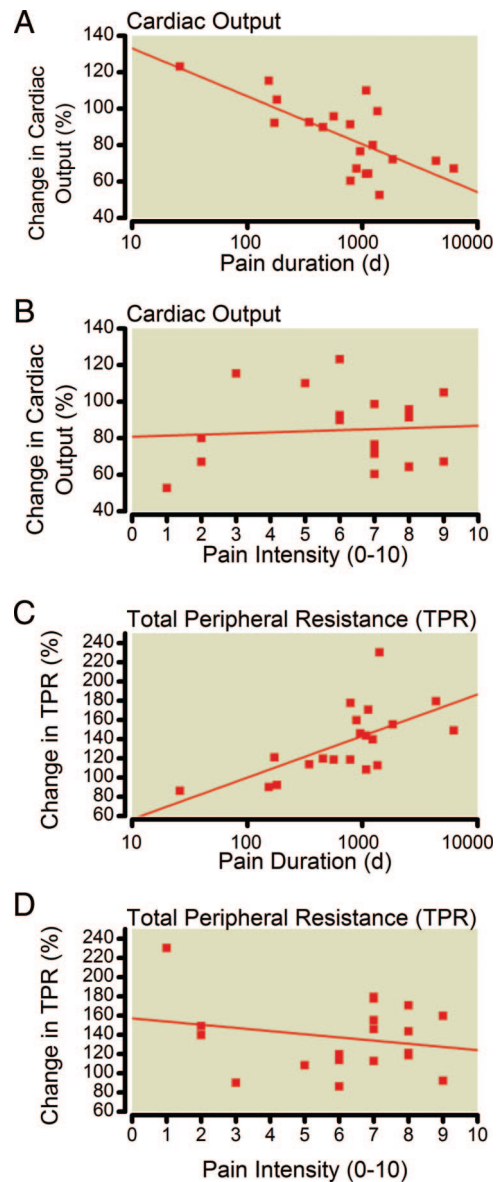 A
Cardiac Output
Change in Cardiac
Output (%)
140
120
100
80
60
40
10 100 1000 10000
Pain duration (d)
B
Cardiac Output
Change in Cardiac
Output (%)
140
120
100
80
60
40
0 1 2 3 4 5 6 7 8 9 10
Pain Intensity (0-10)
C
Total Peripheral Resistance (TPR)
Change in TPR (%)
240
220
200
180
160
140
120
100
80
60
10 100 1000 10000
Pain Duration (d)
D
Total Peripheral Resistance (TPR)
Change in TPR (%)
240
220
200
180
160
140
120
100
80
60
0 1 2 3 4 5 6 7 8 9 10
Pain Intensity (0-10)